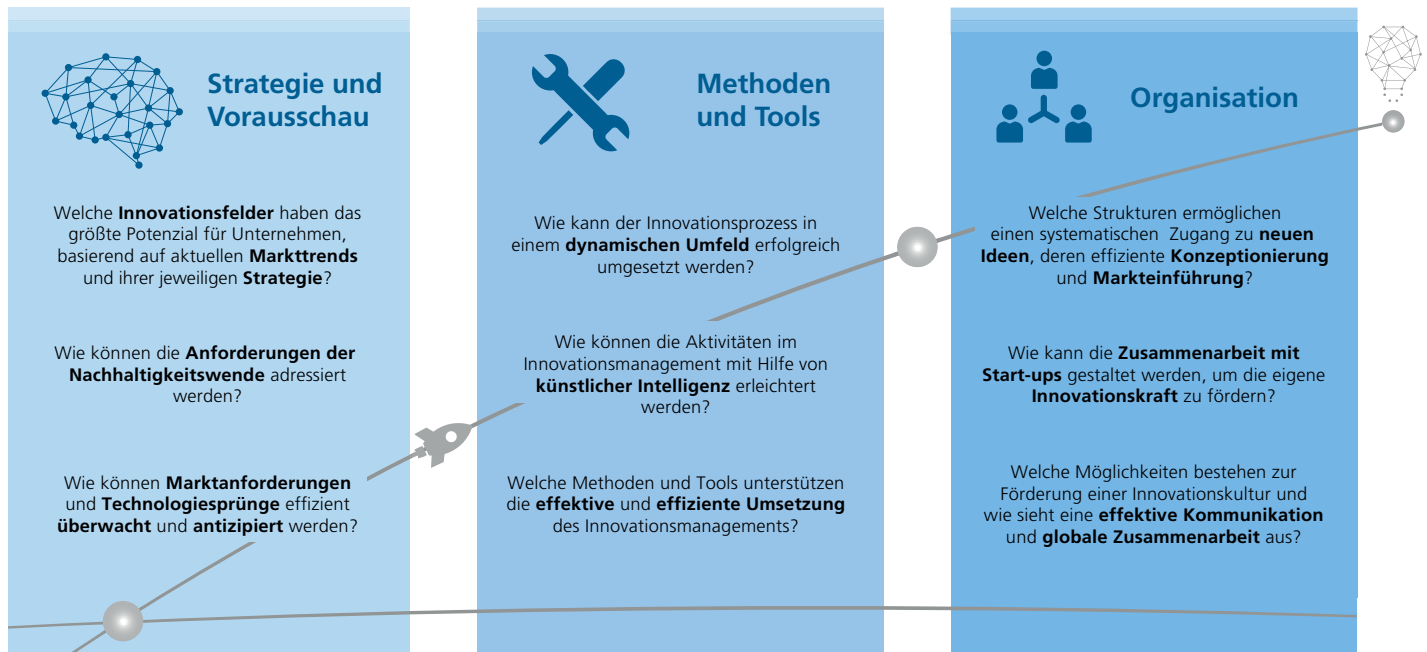 Strategie und
Vorausschau
Welche Innovationsfelder haben das
größte Potenzial für Unternehmen,
basierend auf aktuellen Markttrends
und ihrer jeweiligen Strategie?
Wie können die Anforderungen der
Nachhaltigkeitswende adressiert
werden?
Wie können Marktanforderungen
und Technologiesprünge effizient
überwacht und antizipiert werden?
Methoden
und Tools
Wie kann der Innovationsprozess in
einem dynamischen Umfeld erfolgreich
umgesetzt werden?
Wie können die Aktivitäten im
Innovationsmanagement mit Hilfe von
künstlicher Intelligenz erleichtert
werden?
Welche Methoden und Tools unterstützen
die effektive und effiziente Umsetzung
des Innovationsmanagements?
Organisation
Welche Strukturen ermöglichen
einen systematischen Zugang zu neuen
Ideen, deren effiziente Konzeptionierung
und Markteinführung?
Wie kann die Zusammenarbeit mit
Start-ups gestaltet werden, um die eigene
Innovationskraft zu fördern?
Welche Möglichkeiten bestehen zur
Förderung einer Innovationskultur und
wie sieht eine effektive Kommunikation
und globale Zusammenarbeit aus?